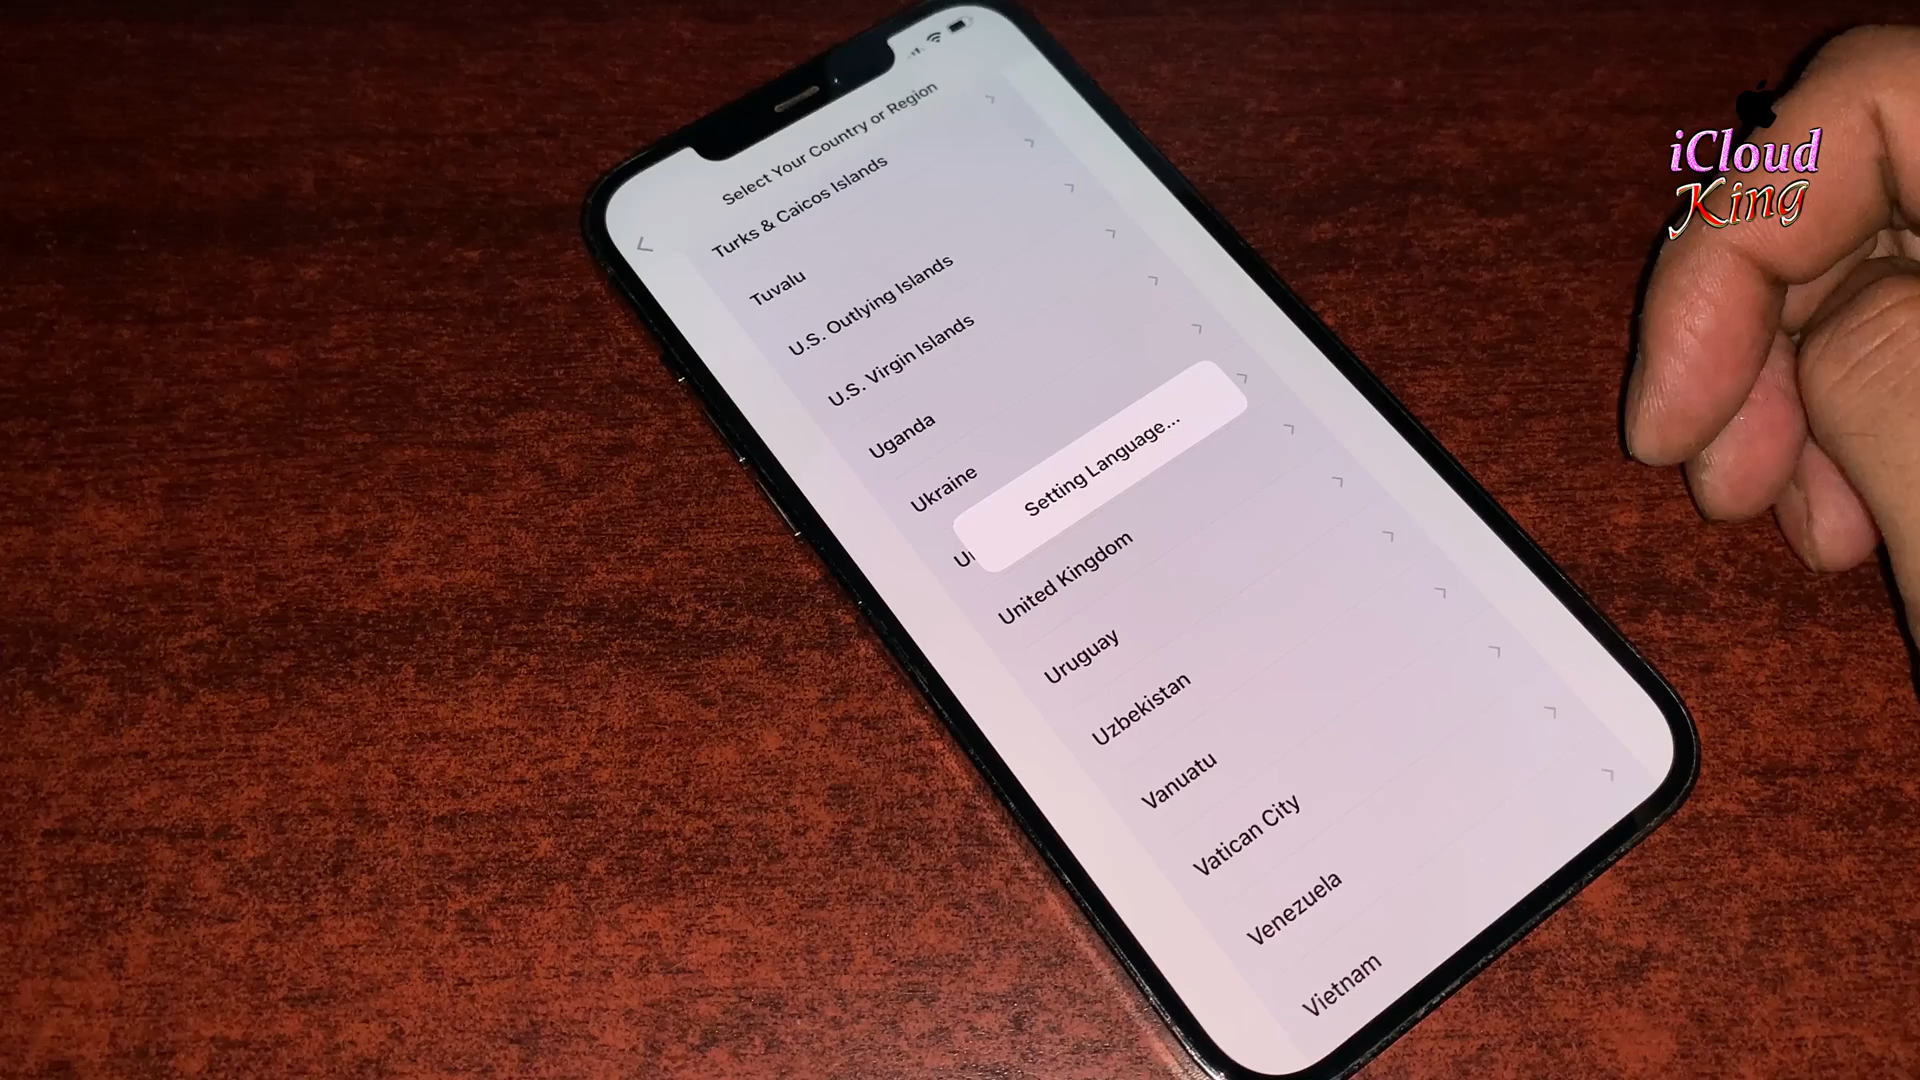 Select Your Country or Region
Turks & Caicos Islands
Tuvalu
U.S. Outlying Islands
U.S. Virgin Islands
Uganda
Ukraine
Setting Language...
United Kingdom
Uruguay
Uzbekistan
Vanuatu
Vatican City
Venezuela
Vietnam
iCloud
King